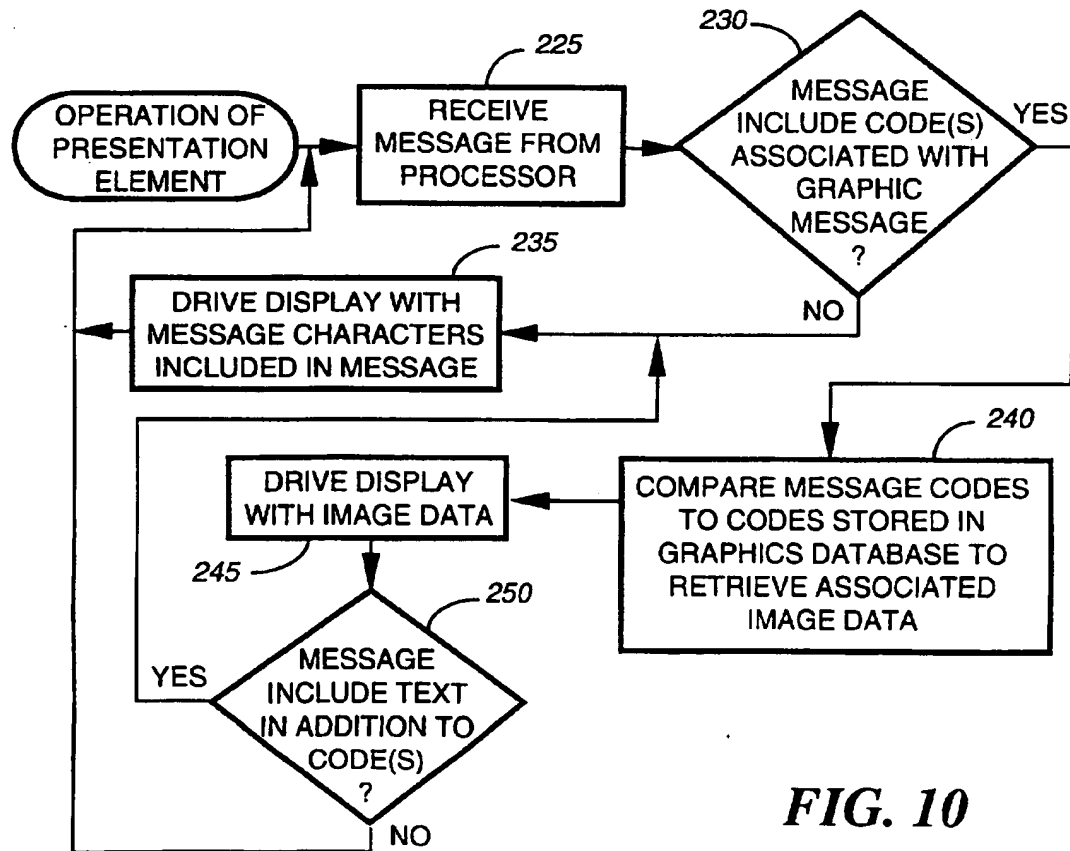 OPERATION OF
PRESENTATION
ELEMENT
225
RECEIVE
MESSAGE FROM
PROCESSOR
230
MESSAGE
INCLUDE CODE(S)
ASSOCIATED WITH
GRAPHIC
MESSAGE
?
YES
NO
235
DRIVE DISPLAY WITH
MESSAGE CHARACTERS
INCLUDED IN MESSAGE
240
COMPARE MESSAGE CODES
TO CODES STORED IN
GRAPHICS DATABASE TO
RETRIEVE ASSOCIATED
IMAGE DATA
DRIVE DISPLAY
WITH IMAGE DATA
245
250
MESSAGE
INCLUDE TEXT
IN ADDITION TO
CODE(S)
?
YES
NO
FIG. 10